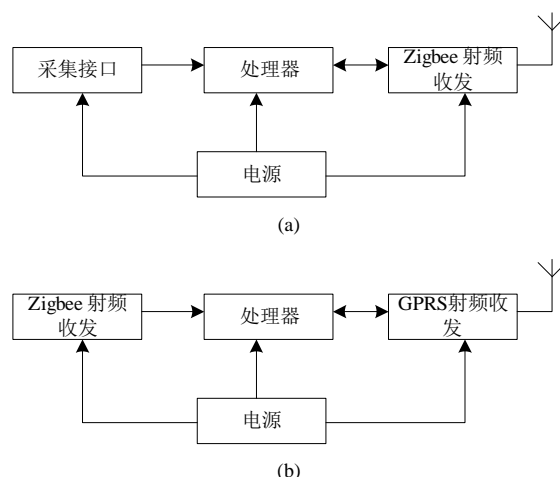 采集接口
处理器
Zigbee 射频
收发
电源
(a)
Zigbee 射频
收发
处理器
GPRS射频收
发
电源
(b)